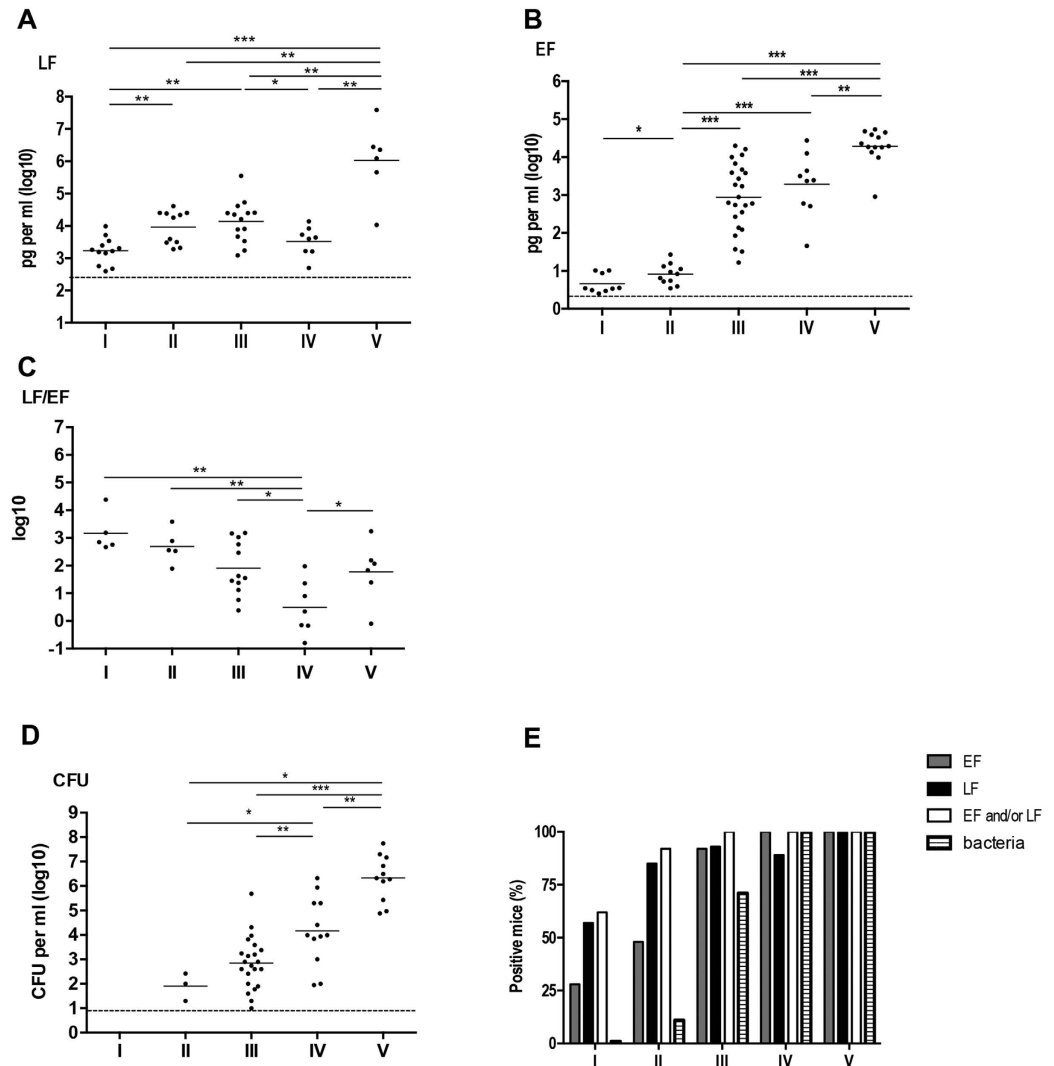 A
LF
***
**
**
** * **
**
pg per ml (log10)
8
7
6
5
4
3
2
1
I II III IV V
B
EF
***
***
**
***
***
*
pg per ml (log10)
6
5
4
3
2
1
0
I II III IV V
C
LF/EF
**
**
*
*
log10
7
6
5
4
3
2
1
0
-1
I II III IV V
D
CFU
*
***
**
*
**
CFU per ml (log10)
9
8
7
6
5
4
3
2
1
0
I II III IV V
E
EF
LF
EF and/or LF
bacteria
Positive mice (%)
100
75
50
25
0
I II III IV V